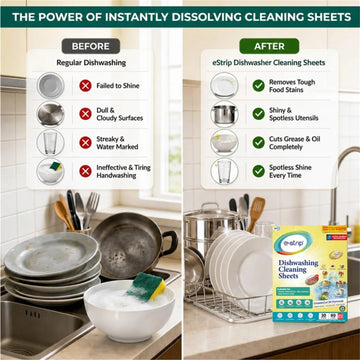 THE POWER OF INSTANTLY DISSOLVING CLEANING SHEETS
BEFORE
Regular Dishwashing
Failed to Shine
Dull &
Cloudy Surfaces
Streaky &
Water Marked
Ineffective & Tiring
Handwashing
AFTER
eStrip Dishwasher Cleaning Sheets
Removes Tough
Food Stains
Shiny &
Spotless Utensils
Cuts Grease & Oil
Completely
Spotless Shine
Every Time
e-strip
Dishwashing
Cleaning
Sheets
30